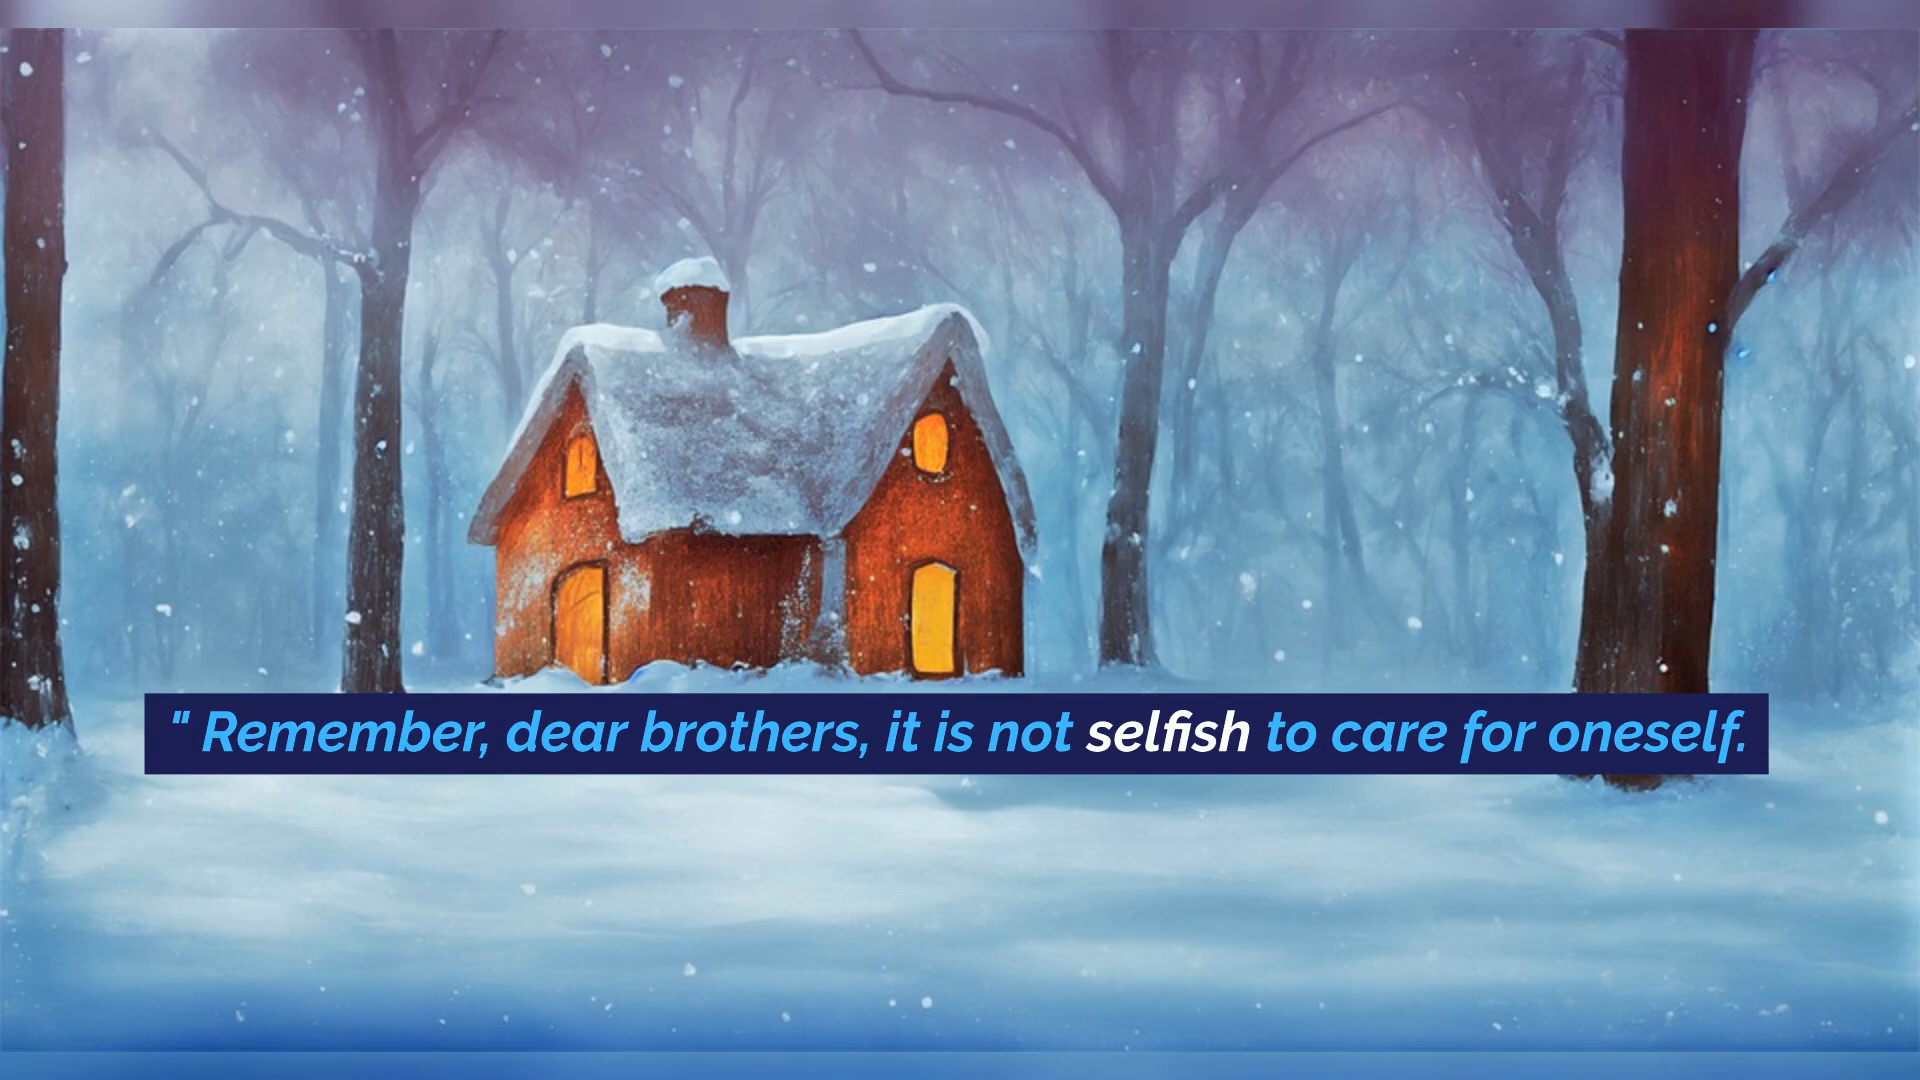 " Remember, dear brothers, it is not selfish to care for oneself.